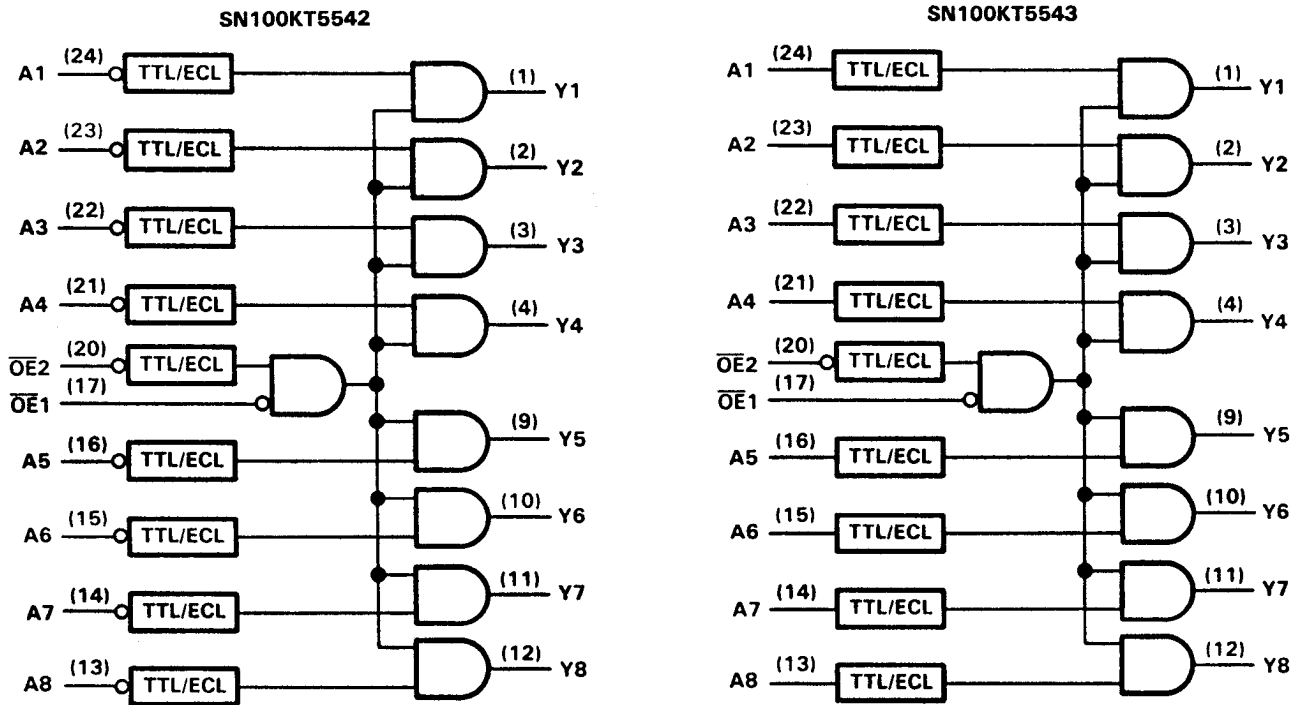 SN100KT5542
A1 (24) TTL/ECL (1) Y1
A2 (23) TTL/ECL (2) Y2
A3 (22) TTL/ECL (3) Y3
A4 (21) TTL/ECL (4) Y4
O̅E̅2 (20) TTL/ECL
O̅E̅1 (17)
A5 (16) TTL/ECL (9) Y5
A6 (15) TTL/ECL (10) Y6
A7 (14) TTL/ECL (11) Y7
A8 (13) TTL/ECL (12) Y8
SN100KT5543
A1 (24) TTL/ECL (1) Y1
A2 (23) TTL/ECL (2) Y2
A3 (22) TTL/ECL (3) Y3
A4 (21) TTL/ECL (4) Y4
O̅E̅2 (20) TTL/ECL
O̅E̅1 (17)
A5 (16) TTL/ECL (9) Y5
A6 (15) TTL/ECL (10) Y6
A7 (14) TTL/ECL (11) Y7
A8 (13) TTL/ECL (12) Y8